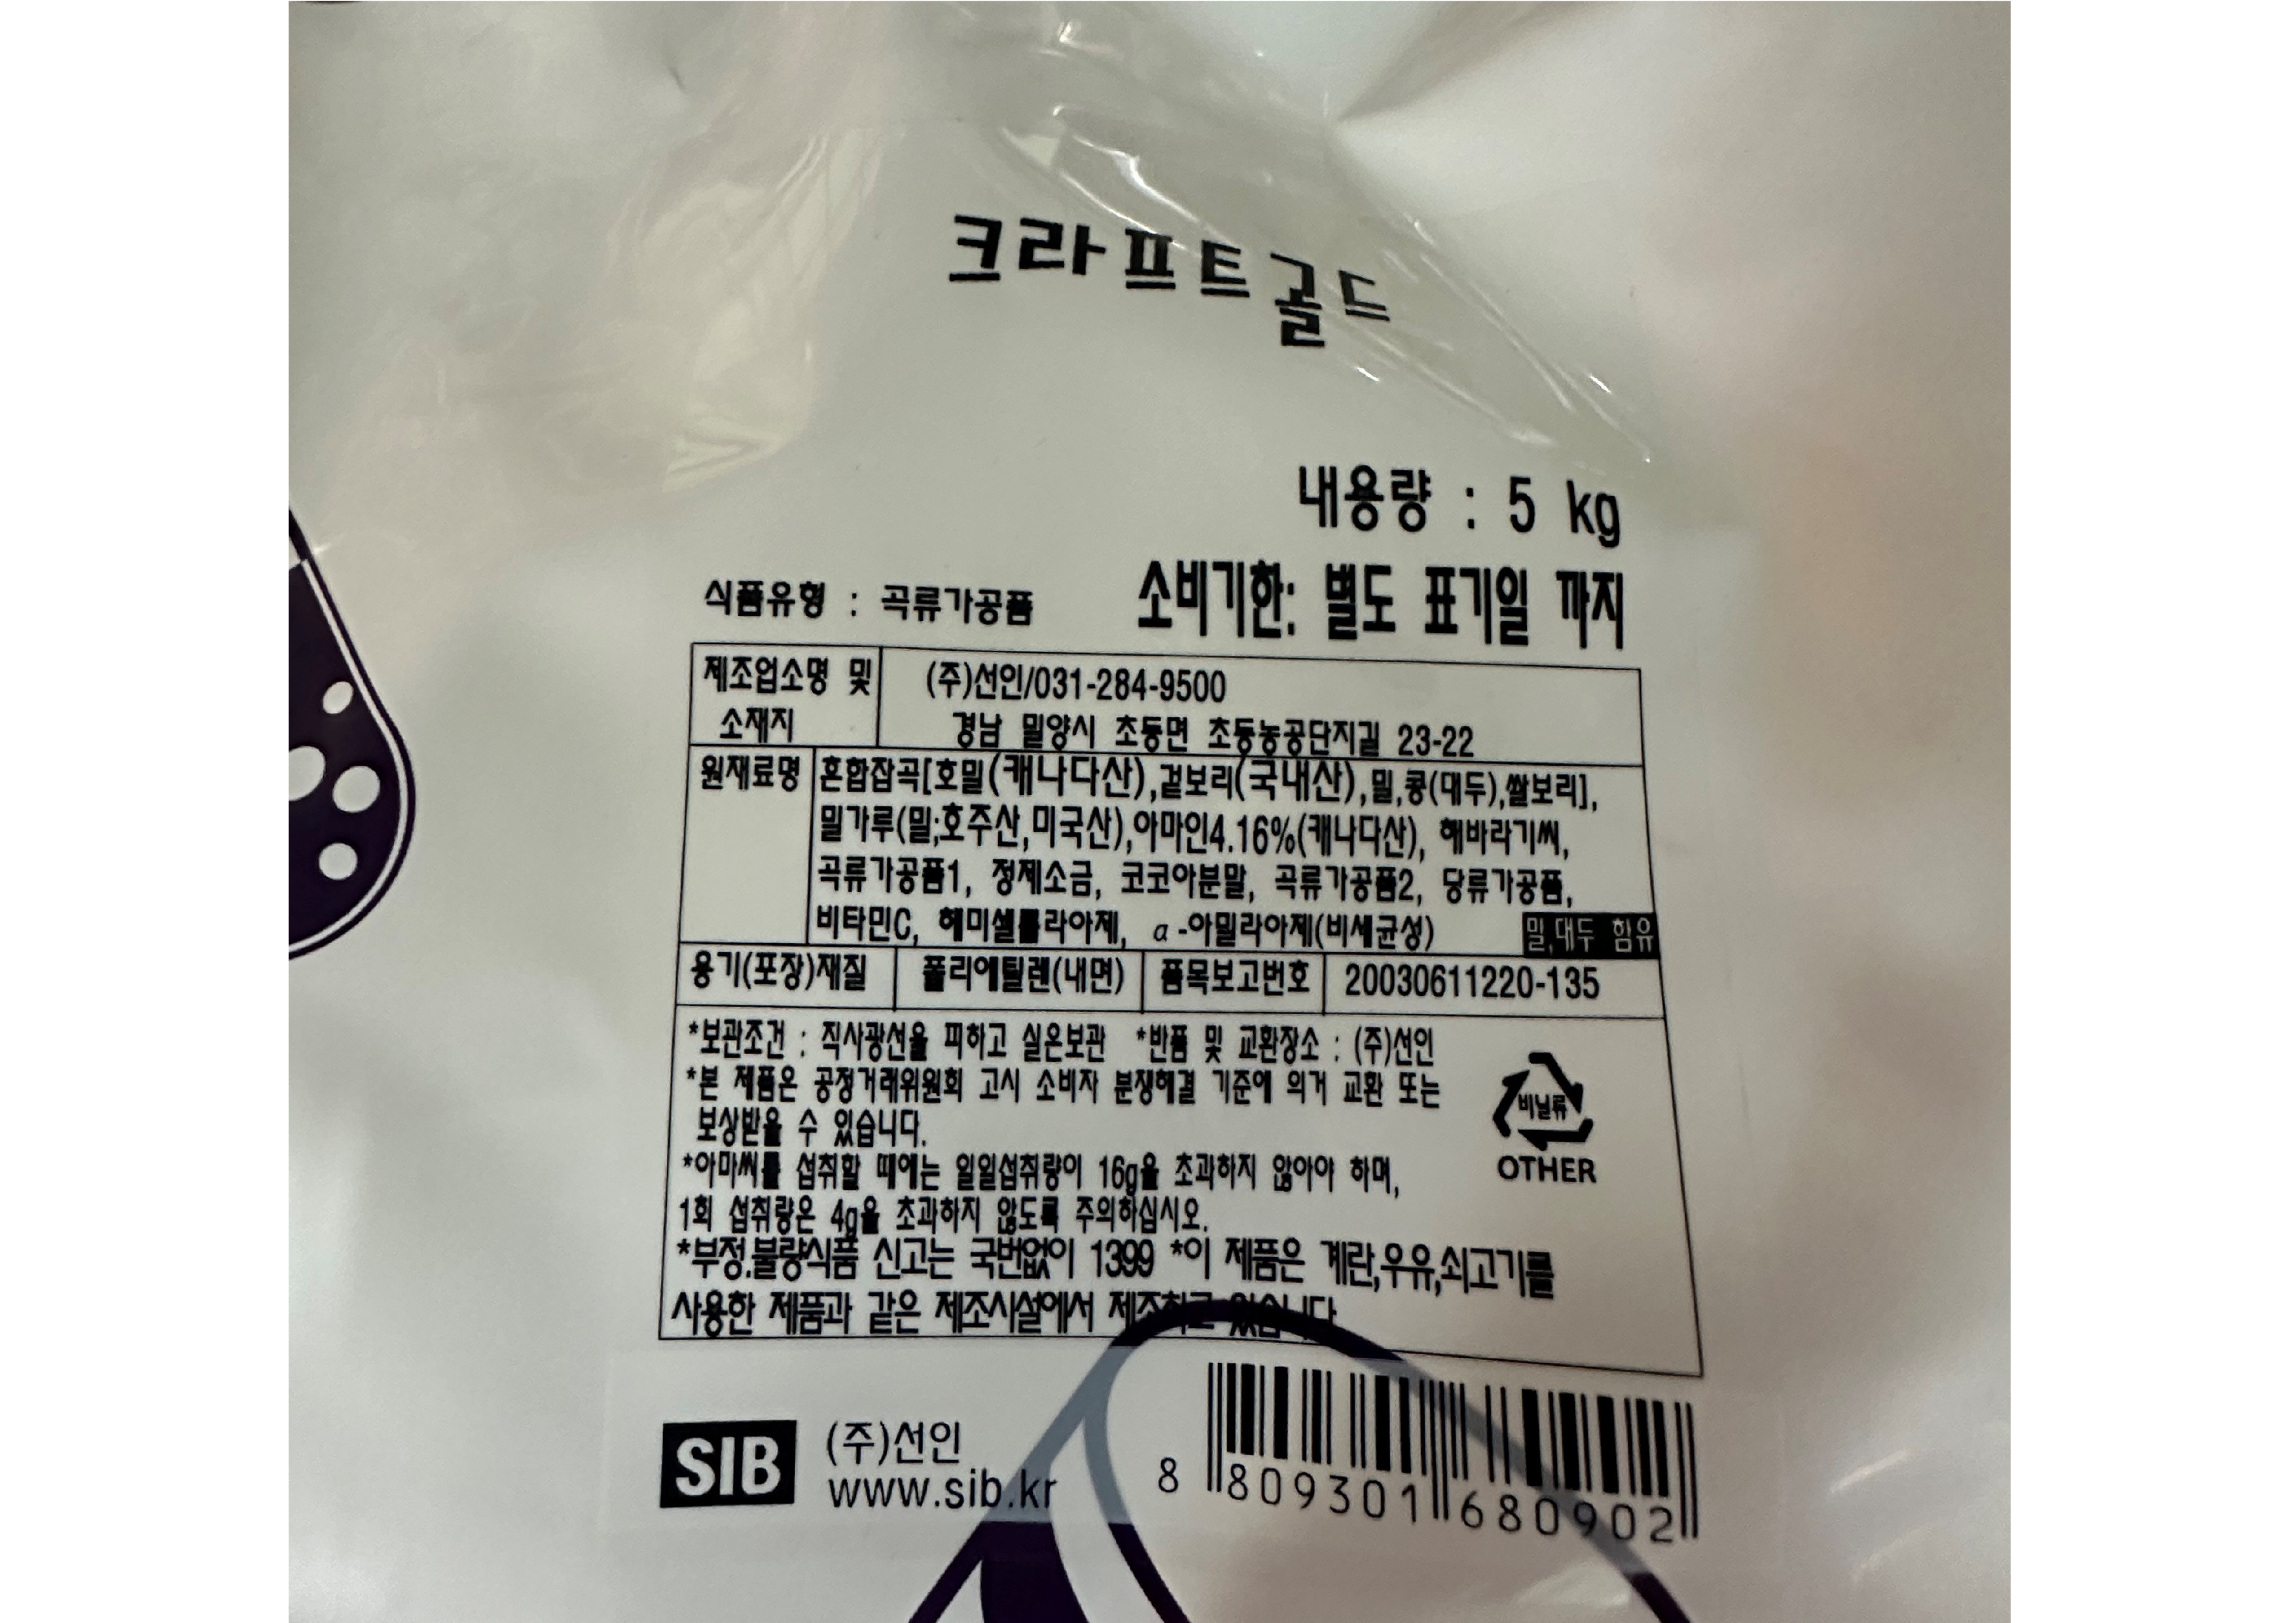 크라프트골드
내용량 : 5 kg
식품유형 : 곡류가공품
소비기한: 별도 표기일 까지
제조업소명 및 소재지
(주)선인/031-284-9500
경남 밀양시 초동면 초동농공단지길 23-22
원재료명
혼합잡곡[호밀(캐나다산),겉보리(국내산),밀,콩(대두),쌀보리],
밀가루(밀;호주산,미국산),아마인4.16%(캐나다산), 해바라기씨,
곡류가공품1, 정제소금, 코코아분말, 곡류가공품2, 당류가공품,
비타민C, 헤미셀룰라아제, α-아밀라아제(비세균성)
밀,대두 함유
용기(포장)재질 폴리에틸렌(내면) 품목보고번호 20030611220-135
*보관조건 : 직사광선을 피하고 실온보관 *반품 및 교환장소 : (주)선인
*본 제품은 공정거래위원회 고시 소비자 분쟁해결 기준에 의거 교환 또는
보상받을 수 있습니다.
*아마씨를 섭취할 때에는 일일섭취량이 16g을 초과하지 않아야 하며,
1회 섭취량은 4g을 초과하지 않도록 주의하십시오.
*부정.불량식품 신고는 국번없이 1399 *이 제품은 계란,우유,쇠고기를
사용한 제품과 같은 제조시설에서 제조하고 있습니다
비닐류
OTHER
SIB
(주)선인
www.sib.kr
8 809301 680902